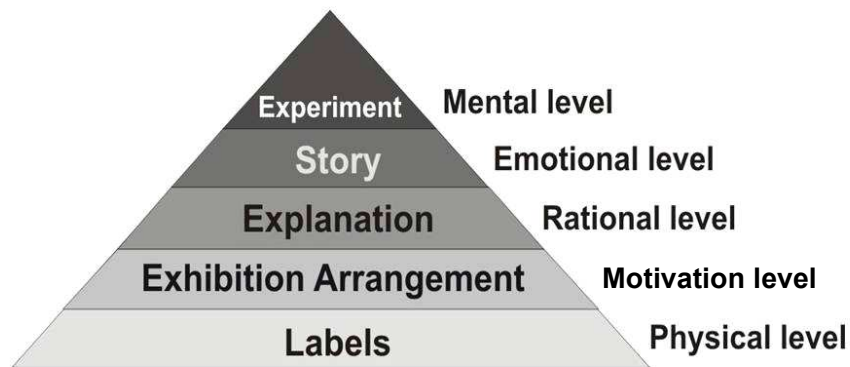 Experiment
Mental level
Story
Emotional level
Explanation
Rational level
Exhibition Arrangement
Motivation level
Labels
Physical level